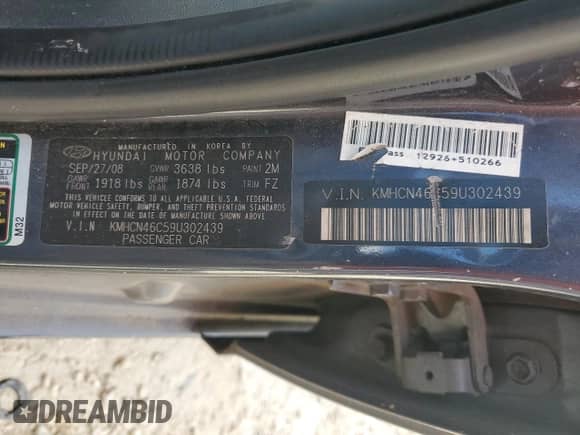 MANUFACTURED IN KOREA BY
HYUNDAI MOTOR COMPANY
SEP/27/08 GVWR 3638 lbs PAINT 2M
GAWR FRONT 1918 lbs GAWR REAR 1874 lbs TRIM FZ
THIS VEHICLE CONFORMS TO ALL APPLICABLE U.S.A. FEDERAL
MOTOR VEHICLE SAFETY, BUMPER, AND THEFT PREVENTION STANDARDS
IN EFFECT ON THE DATE OF MANUFACTURE SHOWN ABOVE.
V.I.N KMHCN46C59U302439
PASSENGER CAR
M32
Pass 12926+510266
V.I.N. KMHCN46C59U302439
DREAMBID